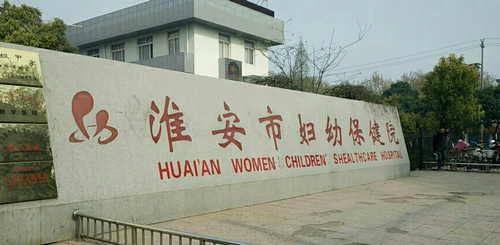 淮安市妇幼保健院
HUAI'AN WOMEN CHILDREN' SHEALTHCARE HOSPITAL